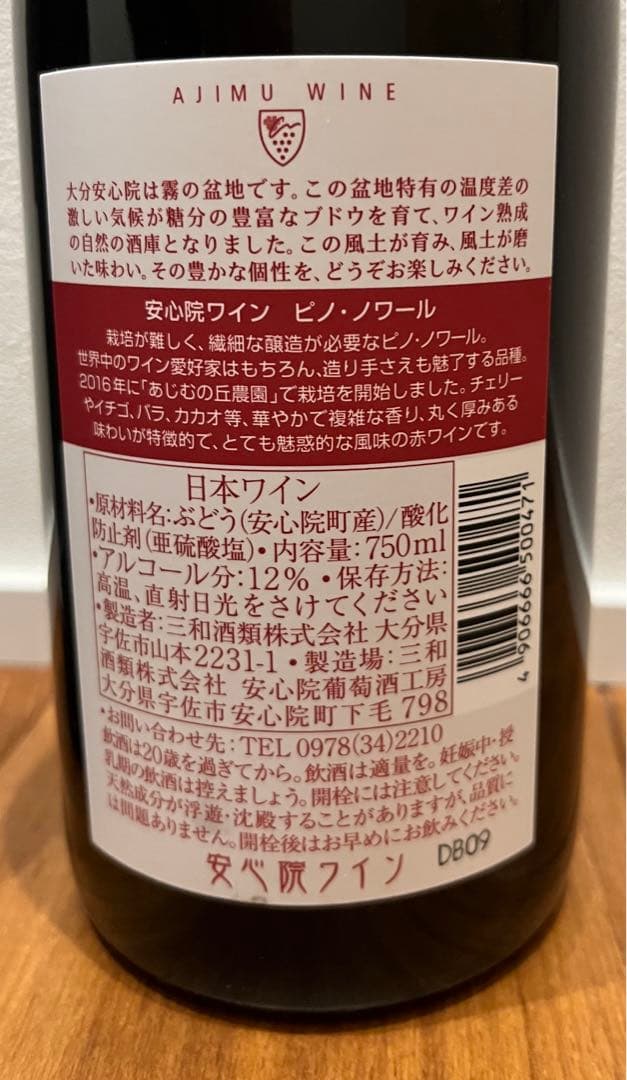 AJIMU WINE
大分安心院は霧の盆地です。この盆地特有の温度差の
激しい気候が糖分の豊富なブドウを育て、ワイン熟成
の自然の酒庫となりました。この風土が育み、風土が磨
いた味わい。その豊かな個性を、どうぞお楽しみください。
安心院ワイン ピノ・ノワール
栽培が難しく、繊細な醸造が必要なピノ・ノワール。
世界中のワイン愛好家はもちろん、造り手さえも魅了する品種。
2016年に「あじむの丘農園」で栽培を開始しました。チェリー
やイチゴ、バラ、カカオ等、華やかで複雑な香り、丸く厚みある
味わいが特徴的で、とても魅惑的な風味の赤ワインです。
日本ワイン
・原材料名:ぶどう(安心院町産)/酸化
防止剤(亜硫酸塩)・内容量:750ml
・アルコール分:12%・保存方法:
高温、直射日光をさけてください
・製造者:三和酒類株式会社 大分県
宇佐市山本2231-1・製造場:三和
酒類株式会社 安心院葡萄酒工房
大分県宇佐市安心院町下毛 798
4 906666 500471
・お問い合わせ先:TEL 0978(34)2210
飲酒は20歳を過ぎてから。飲酒は適量を。妊娠中・授
乳期の飲酒は控えましょう。開栓には注意してください。
天然成分が浮遊・沈殿することがありますが、品質に
は問題ありません。開栓後はお早めにお飲みください。
安心院ワイン
DB09